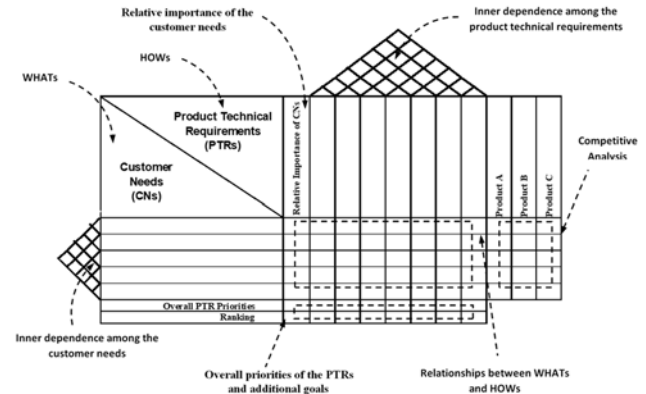 Relative importance of the
customer needs
Inner dependence among the
product technical requirements
HOWs
WHATs
Product Technical
Requirements
(PTRs)
Customer
Needs
(CNs)
Relative Importance of CNs
Product A
Product B
Product C
Competitive
Analysis
Overall PTR Priorities
Ranking
Inner dependence among the
customer needs
Overall priorities of the PTRs
and additional goals
Relationships between WHATs
and HOWs